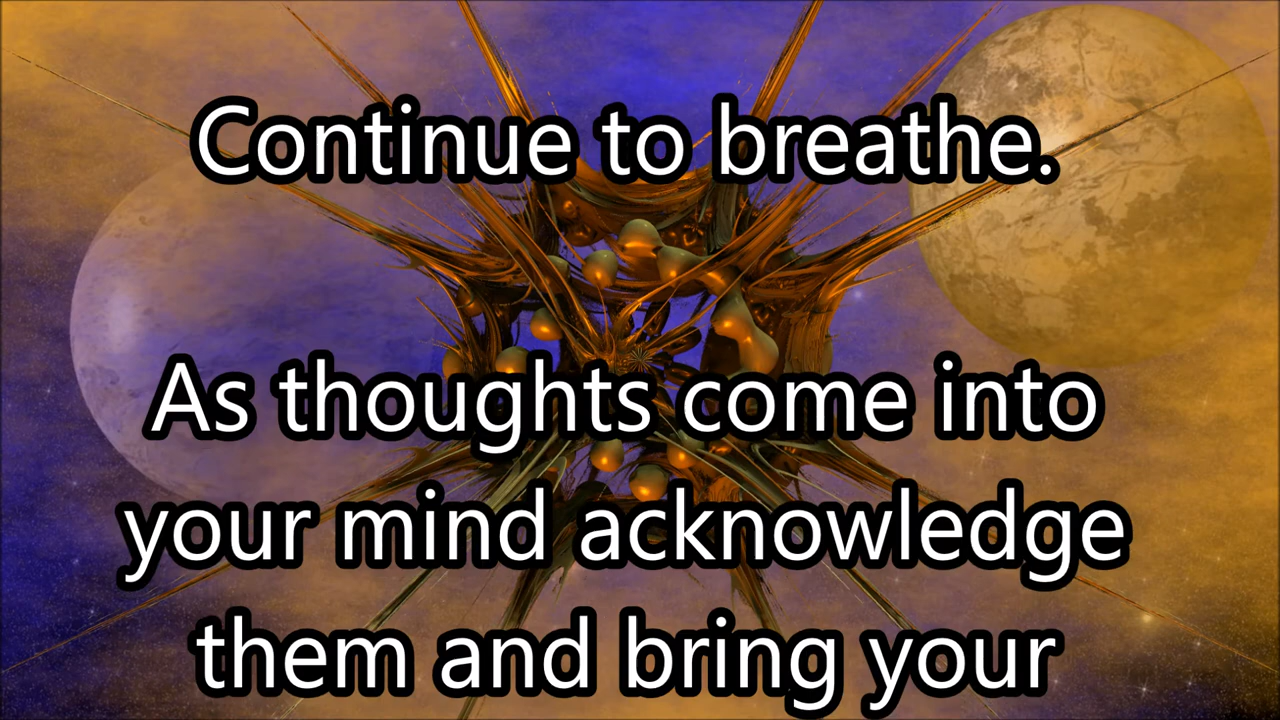 Continue to breathe.
As thoughts come into
your mind acknowledge
them and bring your